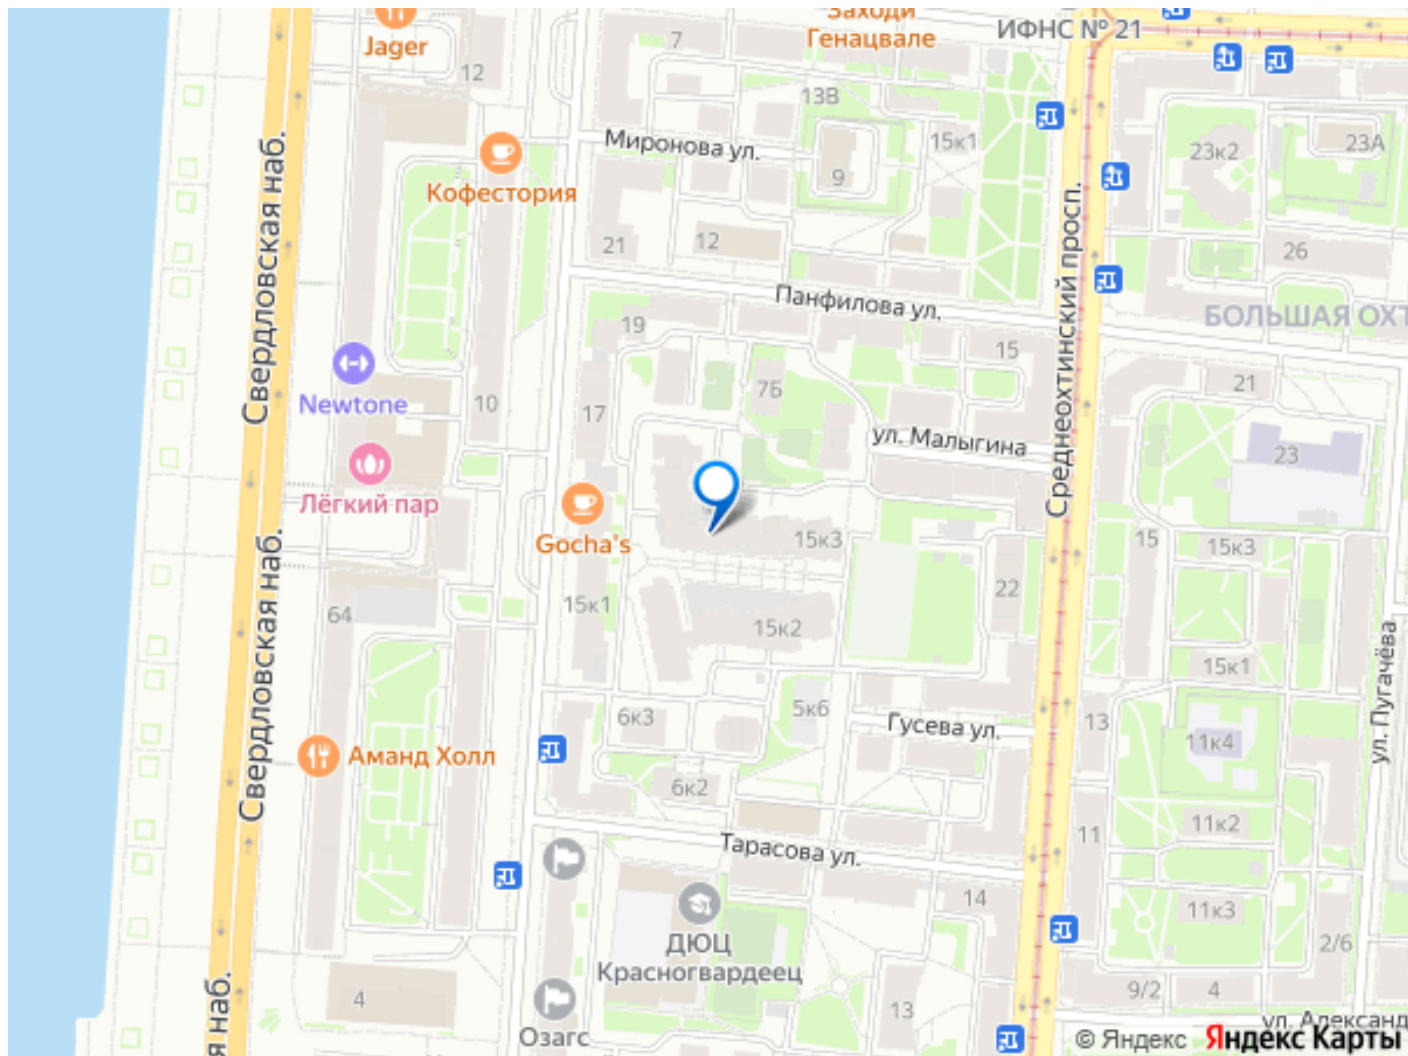 Заходи
Генацвале
ИФНС № 21
Jager
7
12
13В
Миронова ул.
15к1
23А
23к2
9
Кофестория
Свердловская наб.
21
12
26
Среднеохтинский просп.
Панфилова ул.
БОЛЬШАЯ ОХТ
19
15
Newtone
7Б
21
10
17
ул. Малыгина
23
Лёгкий пар
Gocha's
15к3
15
15к3
Свердловская наб.
22
15к1
64
15к2
15к1
ул. Пугачёва
5к6
6к3
Гусева ул.
13
11к4
Аманд Холл
6к2
11к2
11
Тарасова ул.
14
11к3
ДЮЦ
Красногвардеец
2/6
4
13
9/2
4
я наб.
Озагс
ул. Александ
© Яндекс Яндекс Карты